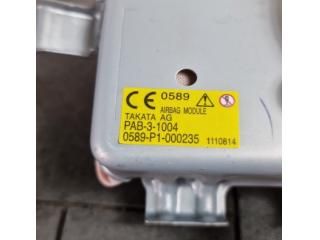 CE 0589
AIRBAG MODULE
TAKATA AG
PAB-3-1004
0589-P1-000235 1110814